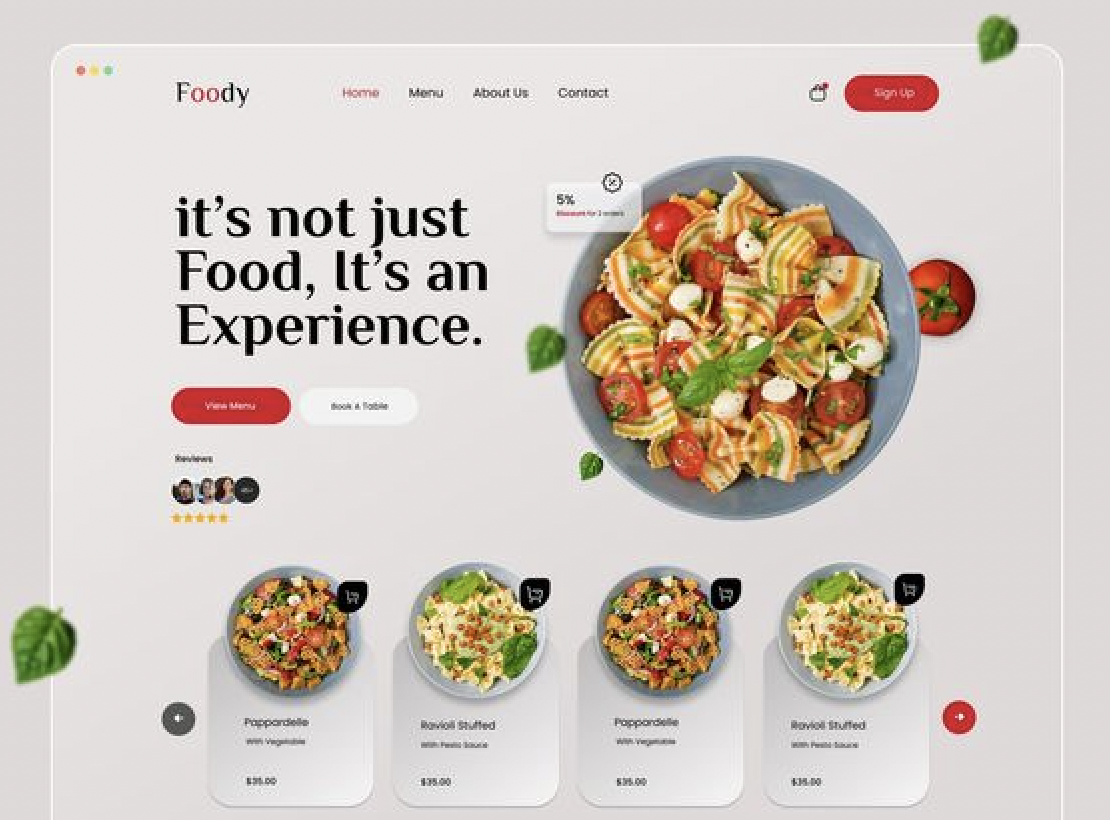 Foody
Home Menu About Us Contact
Sign Up
5%
Discount for 2 orders
it's not just
Food, It's an
Experience.
View Menu
Book A Table
Reviews
Pappardelle
With Vegetable
$35.00
Ravioli Stuffed
With Pesto Sauce
$35.00
Pappardelle
With Vegetable
$35.00
Ravioli Stuffed
With Pesto Sauce
$35.00